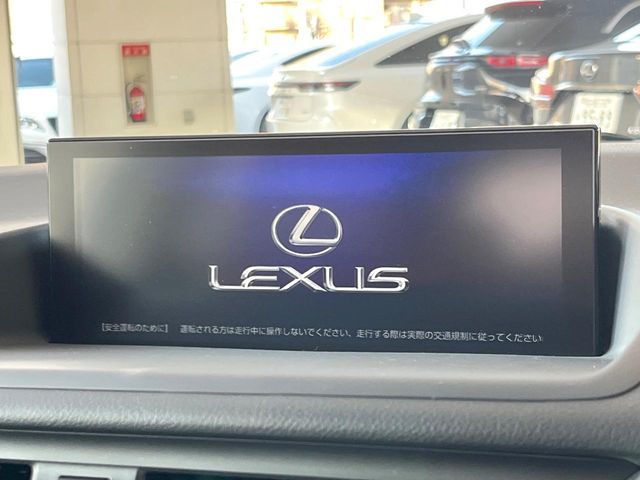 LEXUS
【安全運転のために】 運転される方は走行中に操作しないでください、走行する際は実際の交通規制に従ってください